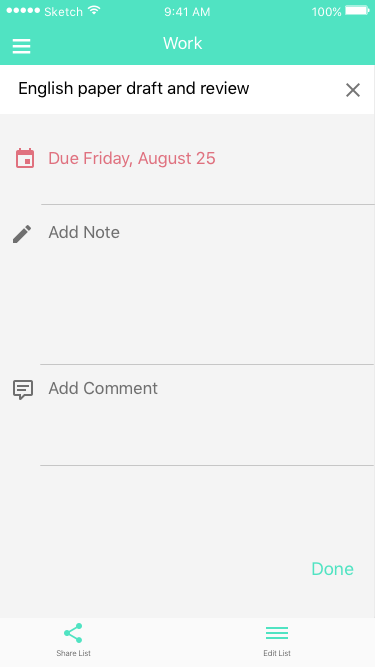 Sketch 9:41 AM 100%
Work
English paper draft and review
Due Friday, August 25
Add Note
Add Comment
Done
Share List Edit List